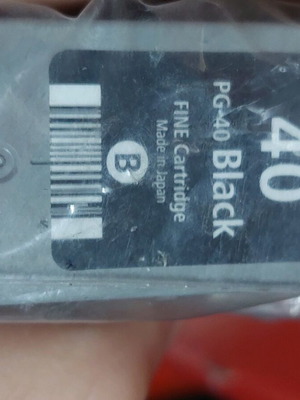 40
PG-40 Black
FINE Cartridge
Made in Japan
B